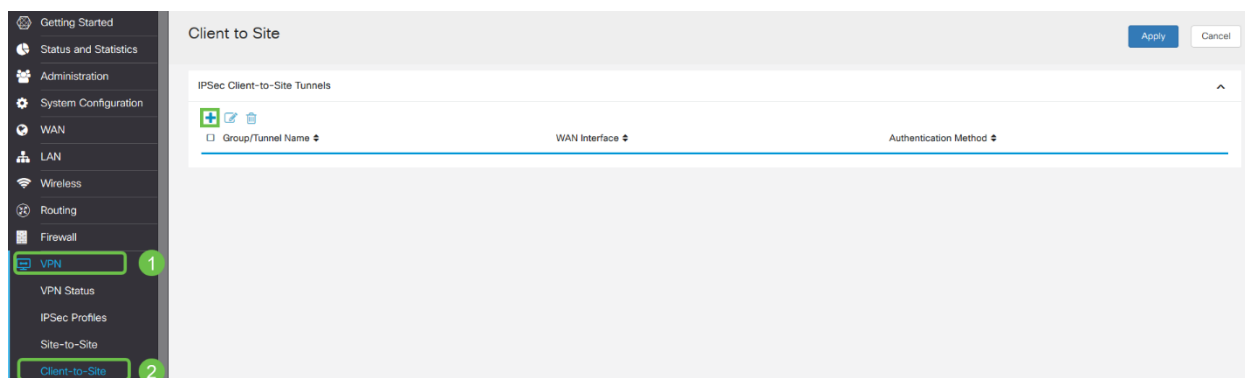 Getting Started
Status and Statistics
Administration
System Configuration
WAN
LAN
Wireless
Routing
Firewall
VPN 1
VPN Status
IPSec Profiles
Site-to-Site
Client-to-Site 2
Client to Site
Apply Cancel
IPSec Client-to-Site Tunnels
Group/Tunnel Name WAN Interface Authentication Method